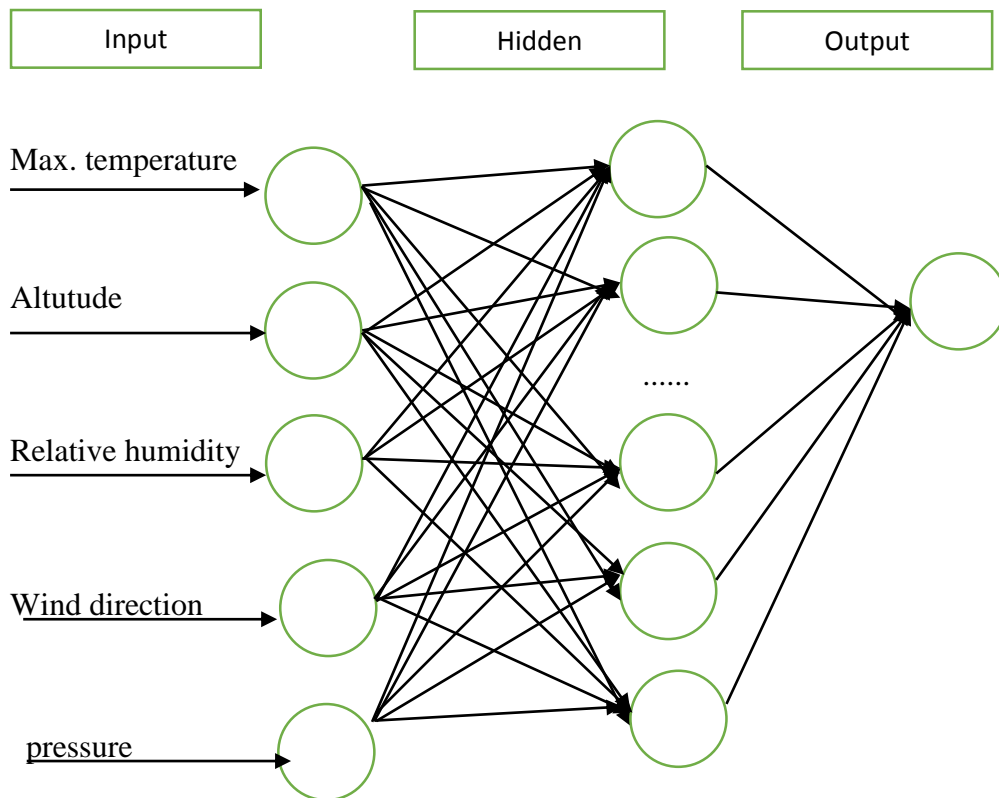 Input
Hidden
Output
Max. temperature
Altutude
......
Relative humidity
Wind direction
pressure